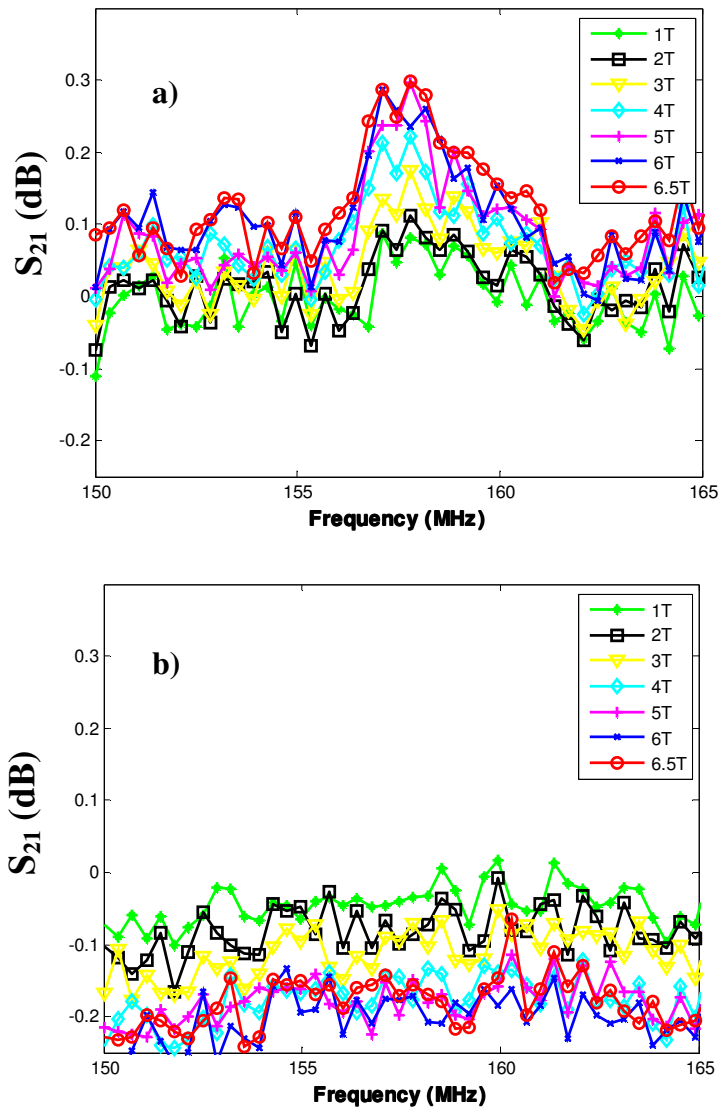 a)
1T
2T
3T
4T
5T
6T
6.5T
0.3
0.2
0.1
0
-0.1
-0.2
S21 (dB)
150
155
160
165
Frequency (MHz)
b)
1T
2T
3T
4T
5T
6T
6.5T
0.3
0.2
0.1
0
-0.1
-0.2
S21 (dB)
150
155
160
165
Frequency (MHz)